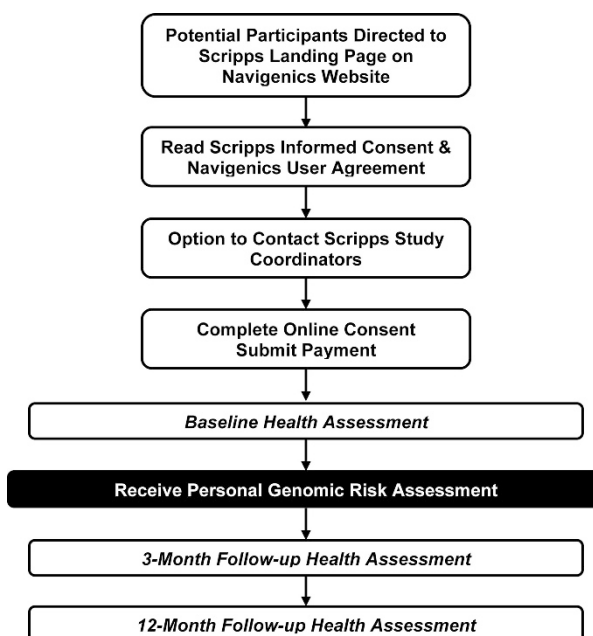 Potential Participants Directed to
Scripps Landing Page on
Navigenics Website
Read Scripps Informed Consent &
Navigenics User Agreement
Option to Contact Scripps Study
Coordinators
Complete Online Consent
Submit Payment
Baseline Health Assessment
Receive Personal Genomic Risk Assessment
3-Month Follow-up Health Assessment
12-Month Follow-up Health Assessment